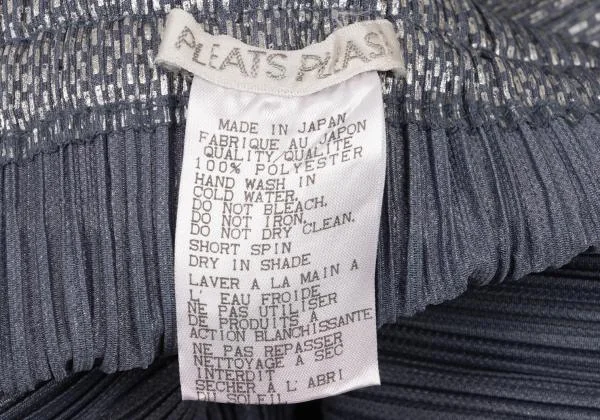 PLEATS PLEASE
MADE IN JAPAN
FABRIQUE AU JAPON
QUALITY/QUALITE
100% POLYESTER
HAND WASH IN
COLD WATER.
DO NOT BLEACH.
DO NOT IRON.
DO NOT DRY CLEAN.
SHORT SPIN
DRY IN SHADE
LAVER A LA MAIN A
L' EAU FROIDE
NE PAS UTILISER
DE PRODUITS A
ACTION BLANCHISSANTE
NE PAS REPASSER
NETTOYAGE A SEC
INTERDIT
SECHER A L' ABRI
DU SOLEIL